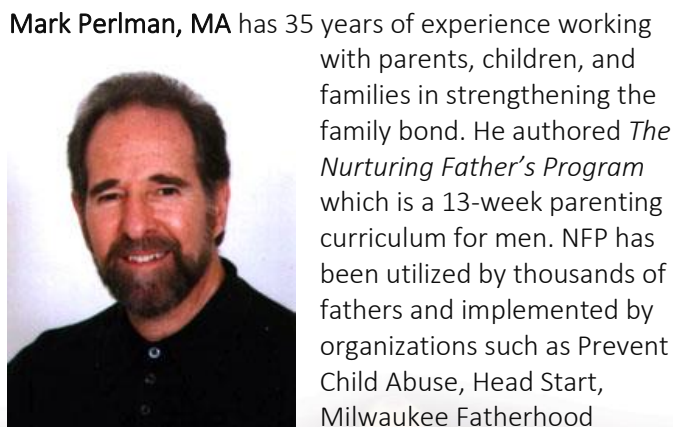 Mark Perlman, MA has 35 years of experience working
with parents, children, and
families in strengthening the
family bond. He authored The
Nurturing Father’s Program
which is a 13-week parenting
curriculum for men. NFP has
been utilized by thousands of
fathers and implemented by
organizations such as Prevent
Child Abuse, Head Start,
Milwaukee Fatherhood